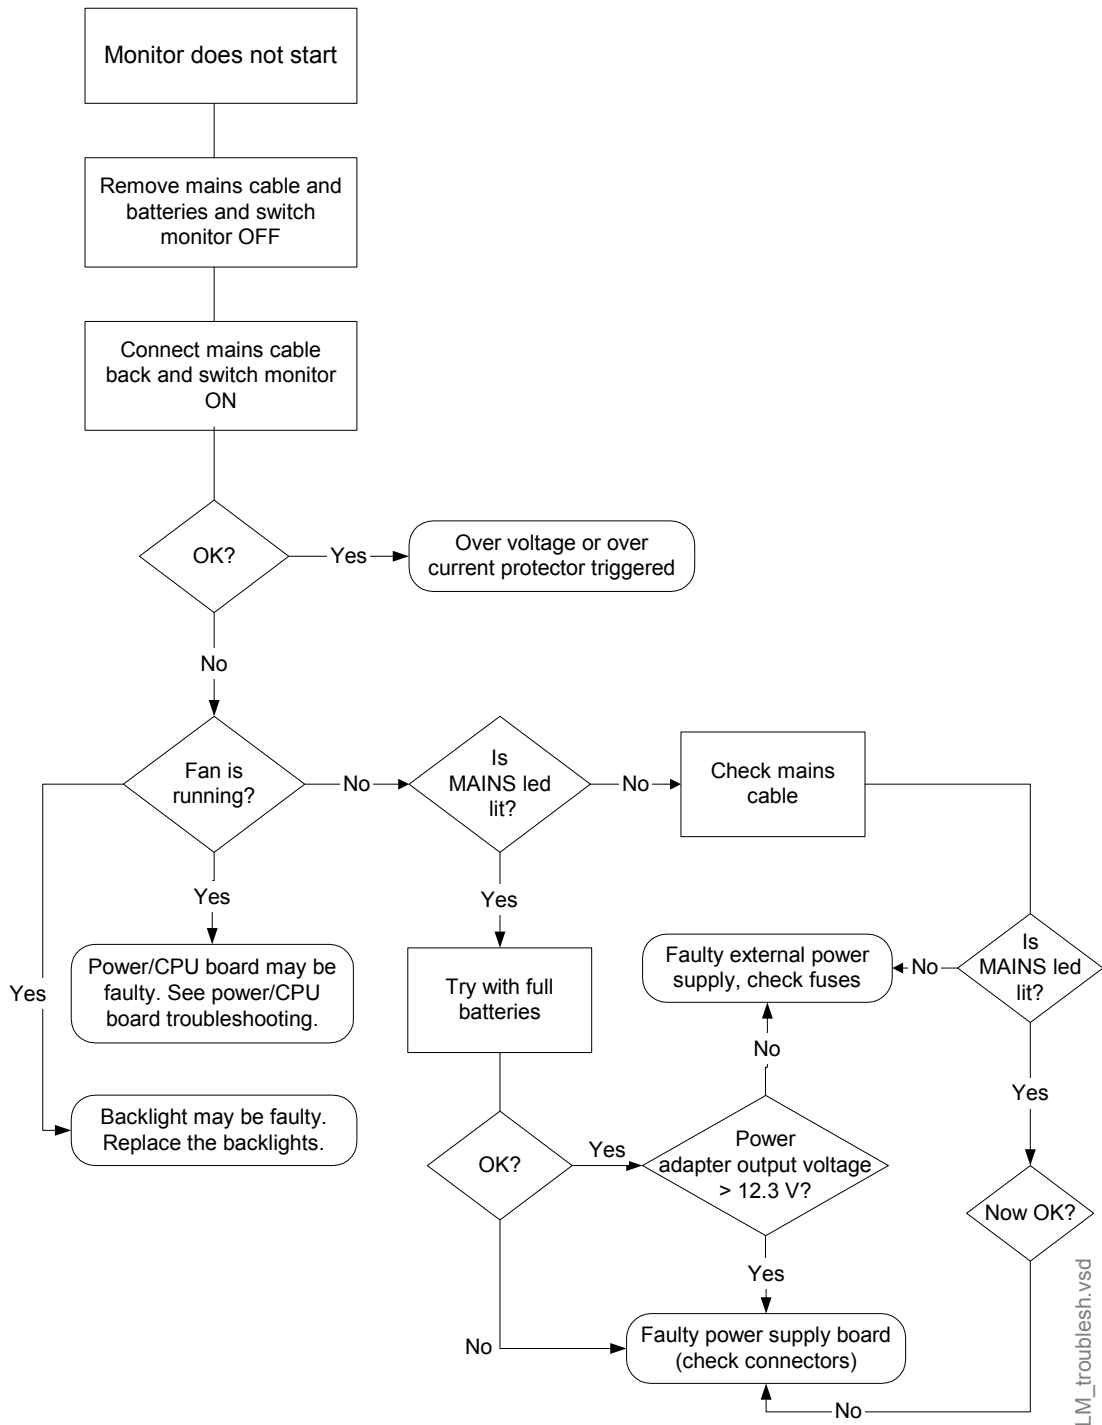 Monitor does not start
Remove mains cable and
batteries and switch
monitor OFF
Connect mains cable
back and switch monitor
ON
OK?
Yes
Over voltage or over
current protector triggered
No
Fan is
running?
No
Is
MAINS led
lit?
No
Check mains
cable
Yes
Yes
Yes
Power/CPU board may be
faulty. See power/CPU
board troubleshooting.
Backlight may be faulty.
Replace the backlights.
Try with full
batteries
Faulty external power
supply, check fuses
No
Is
MAINS led
lit?
No
Yes
OK?
Yes
Power
adapter output voltage
> 12.3 V?
Now OK?
Yes
No
Faulty power supply board
(check connectors)
No
LM_troublesh.vsd